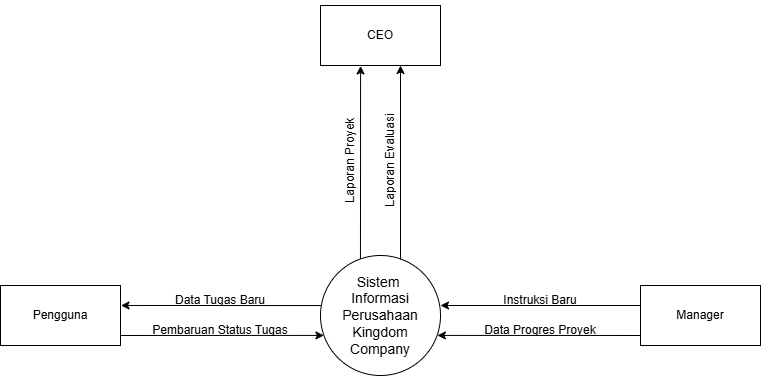 CEO
Laporan Proyek
Laporan Evaluasi
Sistem
Informasi
Perusahaan
Kingdom
Company
Data Tugas Baru
Instruksi Baru
Pengguna
Manager
Pembaruan Status Tugas
Data Progres Proyek